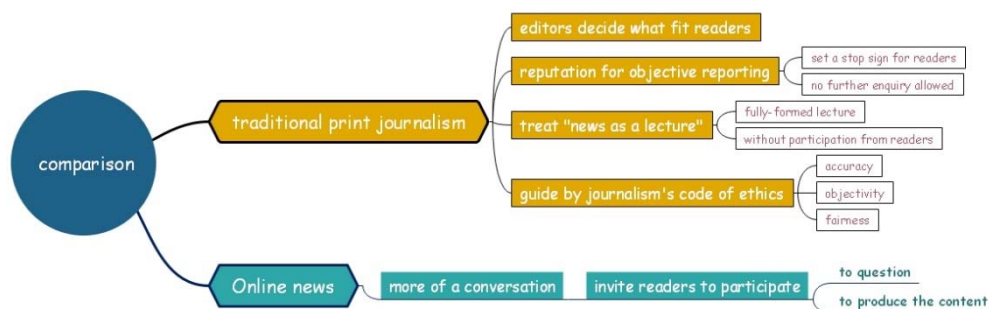 comparison
traditional print journalism
editors decide what fit readers
reputation for objective reporting
set a stop sign for readers
no further enquiry allowed
treat "news as a lecture"
fully-formed lecture
without participation from readers
guide by journalism's code of ethics
accuracy
objectivity
fairness
Online news
more of a conversation
invite readers to participate
to question
to produce the content